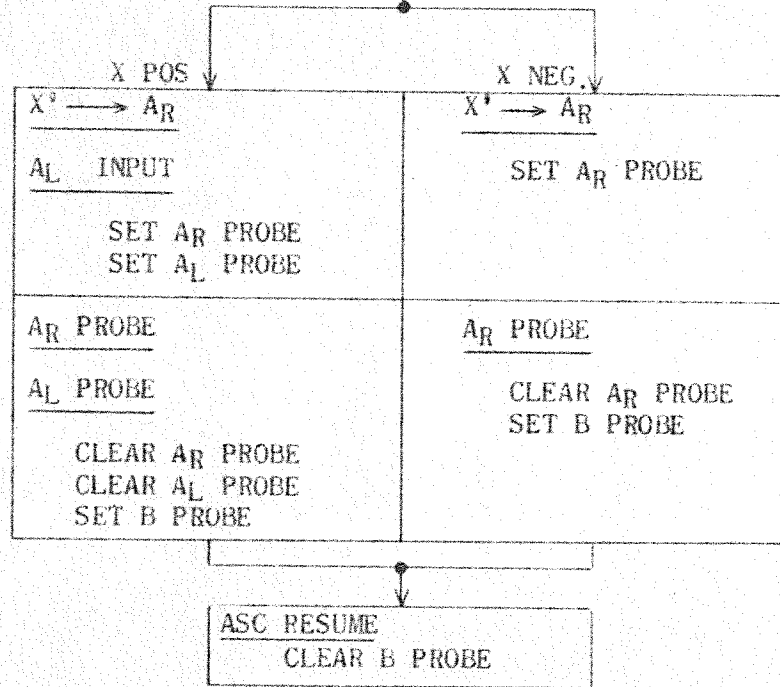 X POS
X NEG.
X' → AR
AL INPUT
SET AR PROBE
SET AL PROBE
X' → AR
SET AR PROBE
AR PROBE
AL PROBE
CLEAR AR PROBE
CLEAR AL PROBE
SET B PROBE
AR PROBE
CLEAR AR PROBE
SET B PROBE
ASC RESUME
CLEAR B PROBE